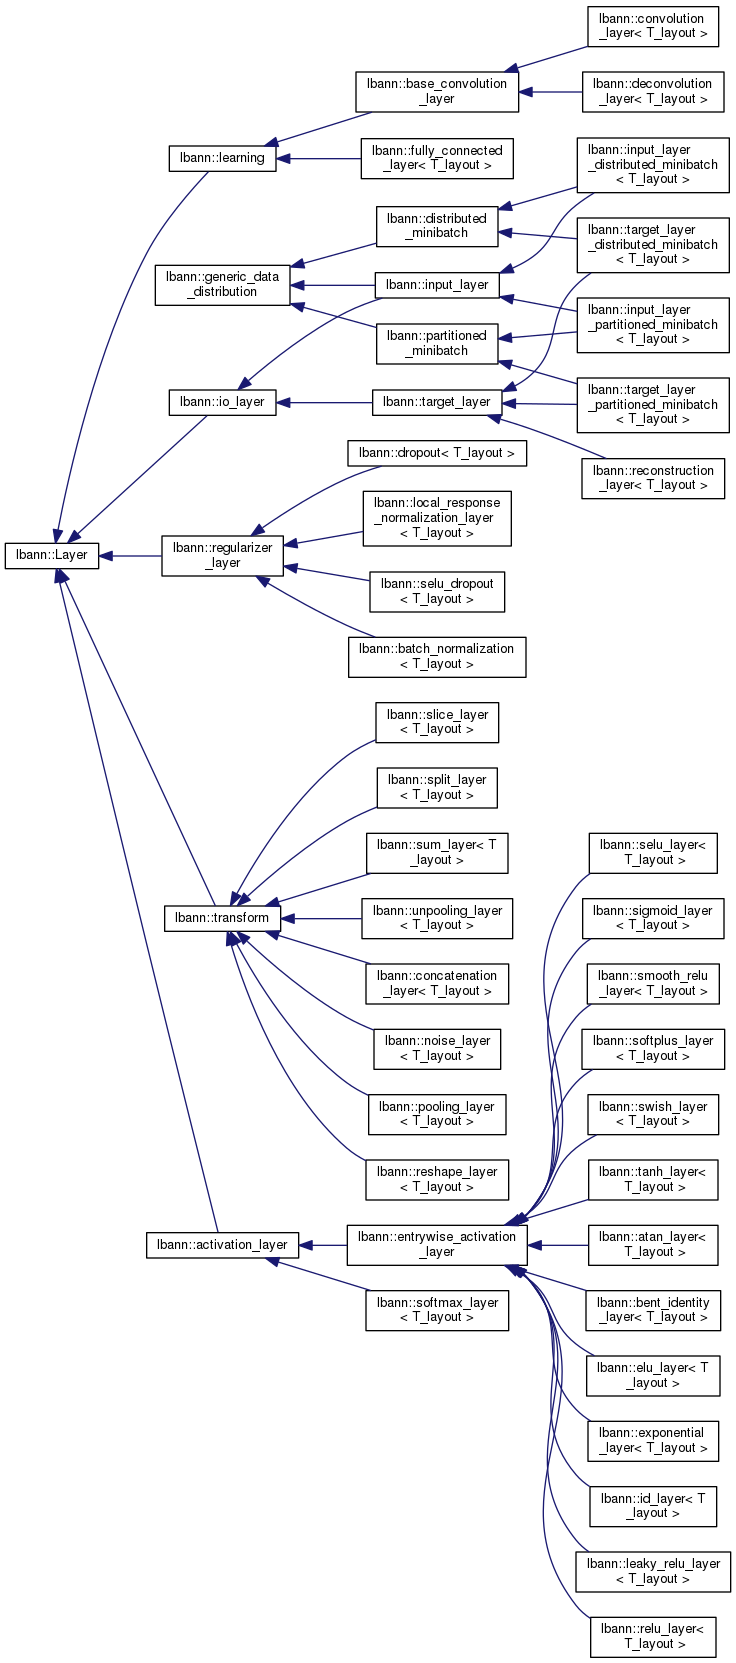 lbann::convolution
_layer< T_layout >
lbann::base_convolution
_layer
lbann::deconvolution
_layer< T_layout >
lbann::learning
lbann::fully_connected
_layer< T_layout >
lbann::input_layer
_distributed_minibatch
< T_layout >
lbann::distributed
_minibatch
lbann::target_layer
_distributed_minibatch
< T_layout >
lbann::generic_data
_distribution
lbann::input_layer
lbann::input_layer
_partitioned_minibatch
< T_layout >
lbann::partitioned
_minibatch
lbann::io_layer
lbann::target_layer
lbann::target_layer
_partitioned_minibatch
< T_layout >
lbann::dropout< T_layout >
lbann::reconstruction
_layer< T_layout >
lbann::local_response
_normalization_layer
< T_layout >
lbann::Layer
lbann::regularizer
_layer
lbann::selu_dropout
< T_layout >
lbann::batch_normalization
< T_layout >
lbann::slice_layer
< T_layout >
lbann::split_layer
< T_layout >
lbann::sum_layer< T
_layout >
lbann::selu_layer<
T_layout >
lbann::transform
lbann::unpooling_layer
< T_layout >
lbann::sigmoid_layer
< T_layout >
lbann::concatenation
_layer< T_layout >
lbann::smooth_relu
_layer< T_layout >
lbann::noise_layer
< T_layout >
lbann::softplus_layer
< T_layout >
lbann::pooling_layer
< T_layout >
lbann::swish_layer
< T_layout >
lbann::reshape_layer
< T_layout >
lbann::tanh_layer<
T_layout >
lbann::activation_layer
lbann::entrywise_activation
_layer
lbann::atan_layer<
T_layout >
lbann::softmax_layer
< T_layout >
lbann::bent_identity
_layer< T_layout >
lbann::elu_layer< T
_layout >
lbann::exponential
_layer< T_layout >
lbann::id_layer< T
_layout >
lbann::leaky_relu_layer
< T_layout >
lbann::relu_layer<
T_layout >